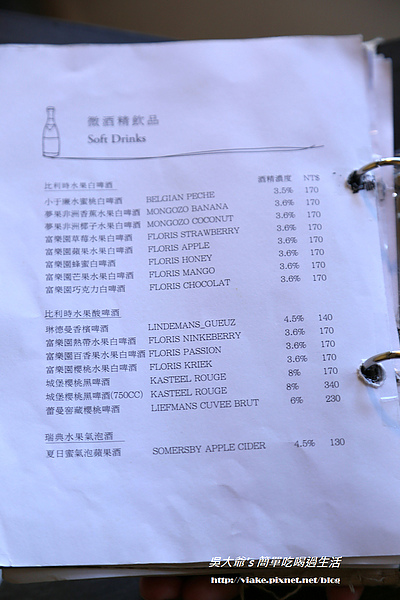 微酒精飲品
Soft Drinks
酒精濃度 NT$
比利時水果白啤酒
小于廉水蜜桃白啤酒 BELGIAN PECHE 3.5% 170
夢果非洲香蕉水果白啤酒 MONGOZO BANANA 3.6% 170
夢果非洲椰子水果白啤酒 MONGOZO COCONUT 3.6% 170
富樂園草莓水果白啤酒 FLORIS STRAWBERRY 3.6% 170
富樂園蘋果水果白啤酒 FLORIS APPLE 3.6% 170
富樂園蜂蜜白啤酒 FLORIS HONEY 3.6% 170
富樂園芒果水果白啤酒 FLORIS MANGO 3.6% 170
富樂園巧克力白啤酒 FLORIS CHOCOLAT 3.6% 170
比利時水果酸啤酒
琳德曼香檳啤酒 LINDEMANS_GUEUZ 4.5% 140
富樂園熱帶水果白啤酒 FLORIS NINKEBERRY 3.6% 170
富樂園百香果水果白啤酒 FLORIS PASSION 3.6% 170
富樂園櫻桃水果白啤酒 FLORIS KRIEK 3.6% 170
城堡櫻桃黑啤酒 KASTEEL ROUGE 8% 170
城堡櫻桃黑啤酒(750CC) KASTEEL ROUGE 8% 340
蕾曼窖藏櫻桃啤酒 LIEFMANS CUVEE BRUT 6% 230
瑞典水果氣泡酒
夏日蜜氣泡蘋果酒 SOMERSBY APPLE CIDER 4.5% 130
吳大爺's 簡單吃喝過生活
http://viake.pixnet.net/blog